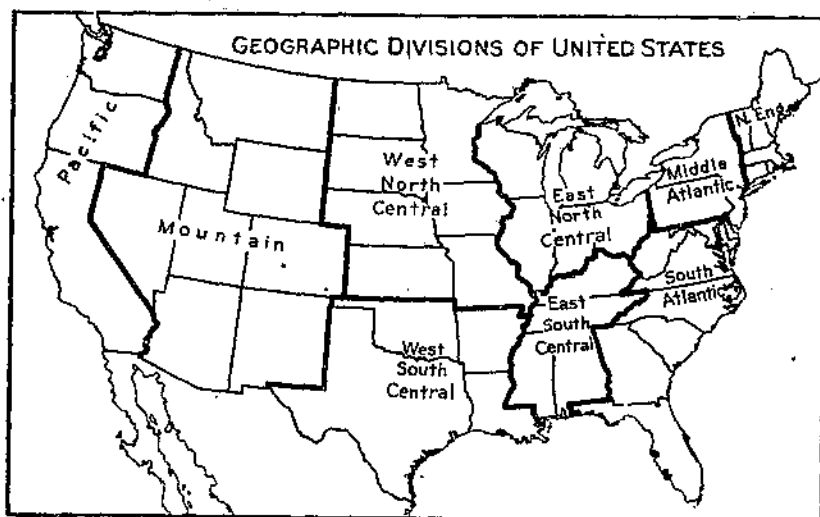 GEOGRAPHIC DIVISIONS OF UNITED STATES
Pacific
Mountain
West
North
Central
East
North
Central
Middle
Atlantic
N. Eng.
South
Atlantic
East
South
Central
West
South
Central